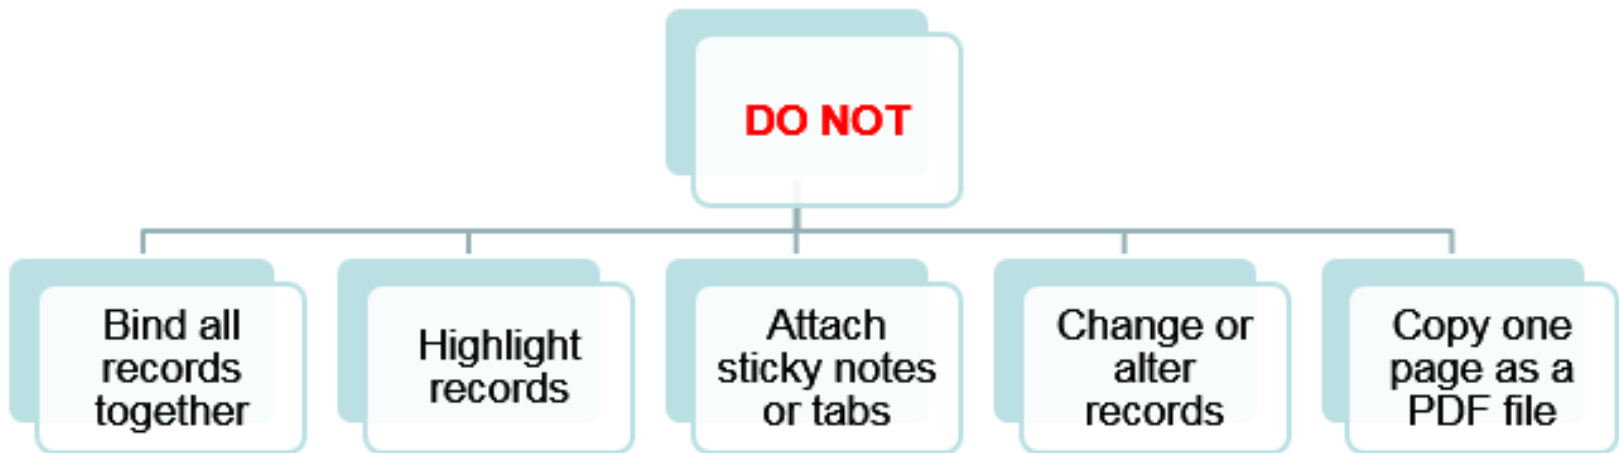 DO NOT
Bind all
records
together
Highlight
records
Attach
sticky notes
or tabs
Change or
alter
records
Copy one
page as a
PDF file